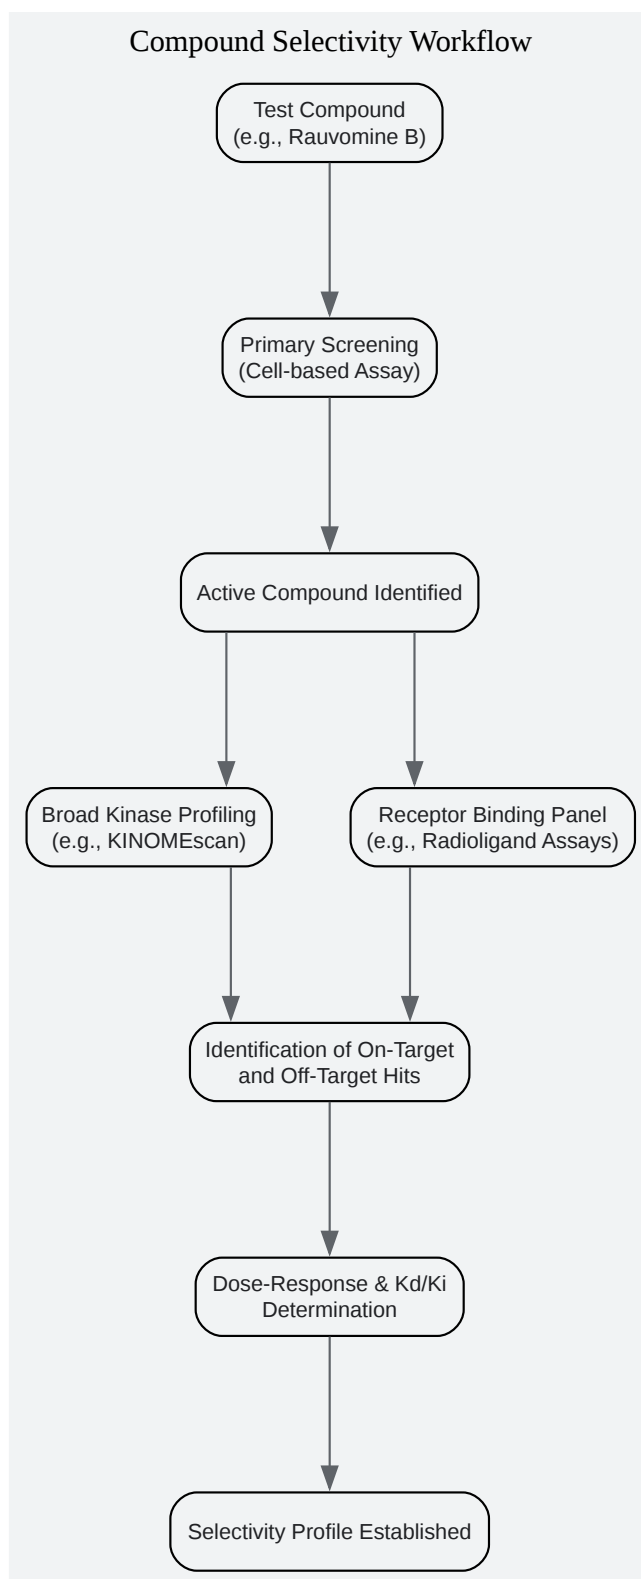 Compound Selectivity Workflow
Test Compound
(e.g., Rauvomine B)
Primary Screening
(Cell-based Assay)
Active Compound Identified
Broad Kinase Profiling
(e.g., KINOMEscan)
Receptor Binding Panel
(e.g., Radioligand Assays)
Identification of On-Target
and Off-Target Hits
Dose-Response & Kd/Ki
Determination
Selectivity Profile Established